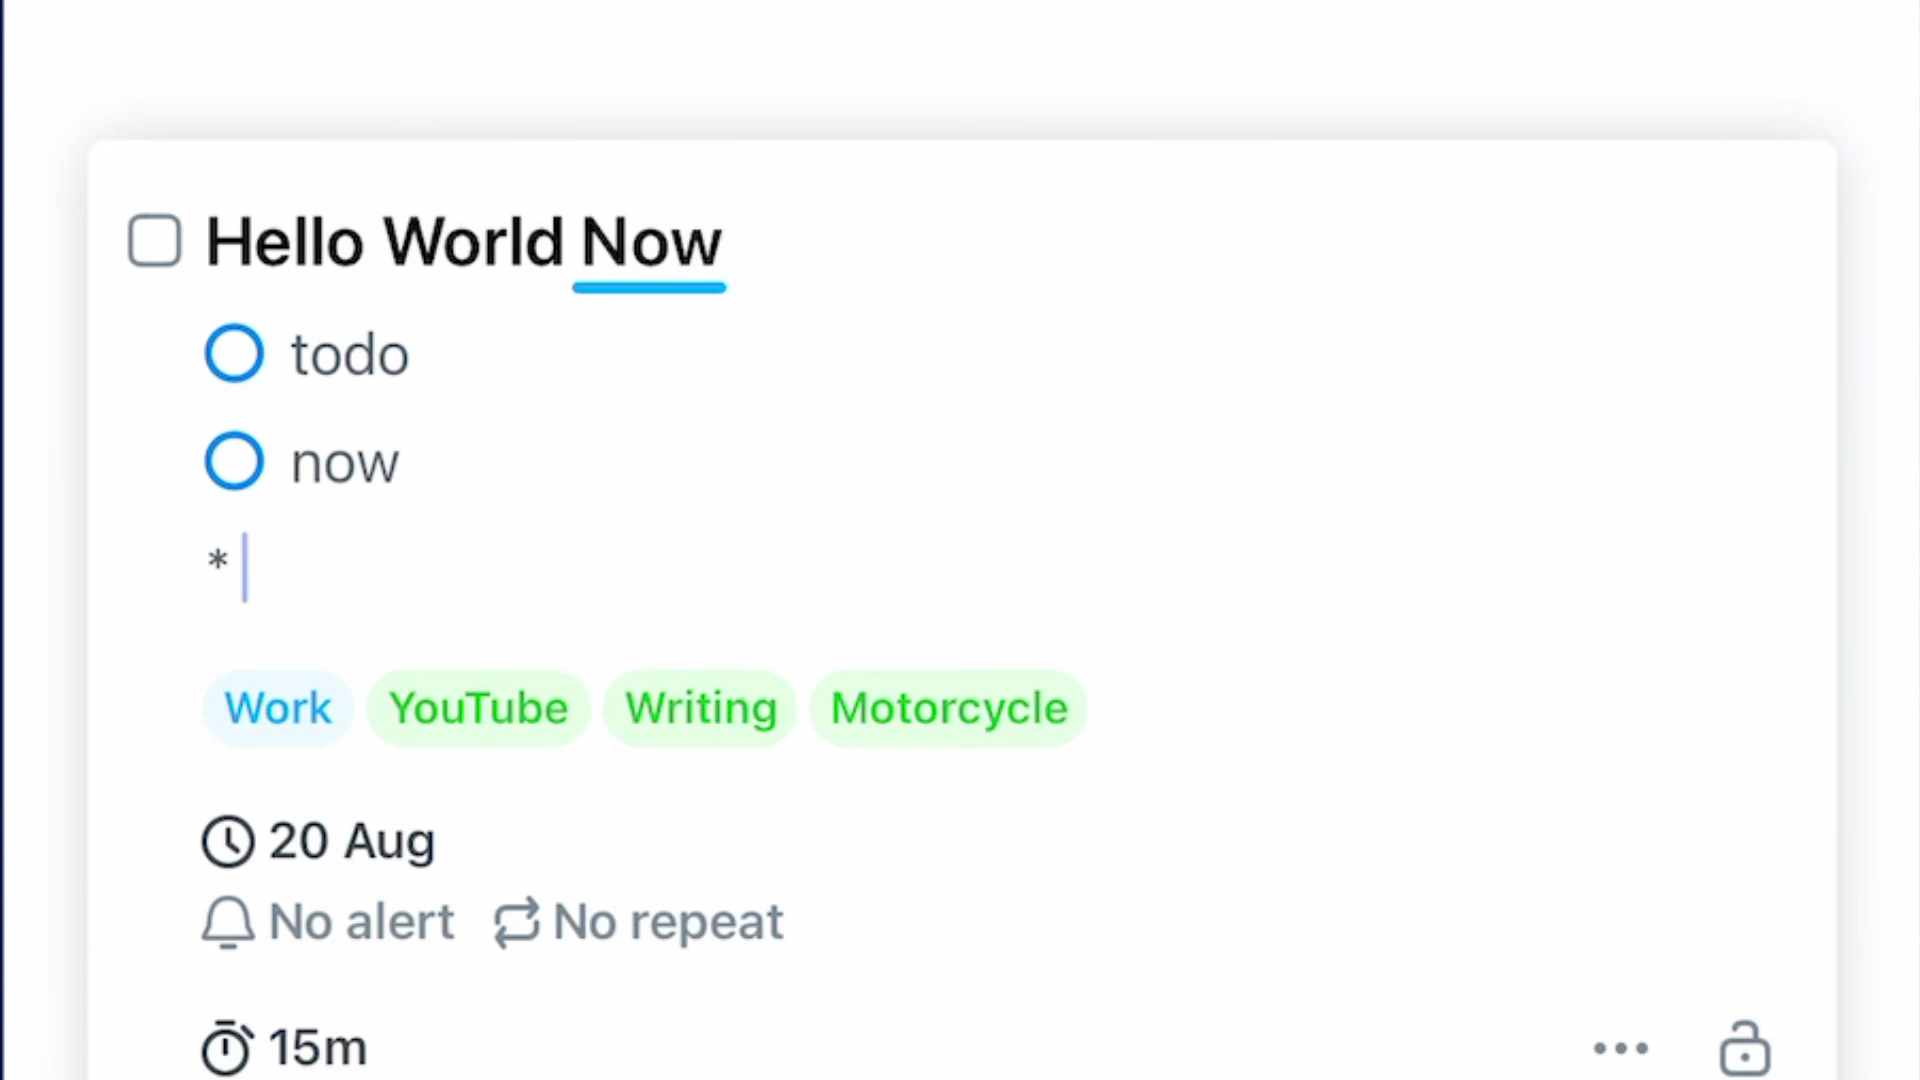 Hello World Now
todo
now
*
Work YouTube Writing Motorcycle
20 Aug
No alert No repeat
15m